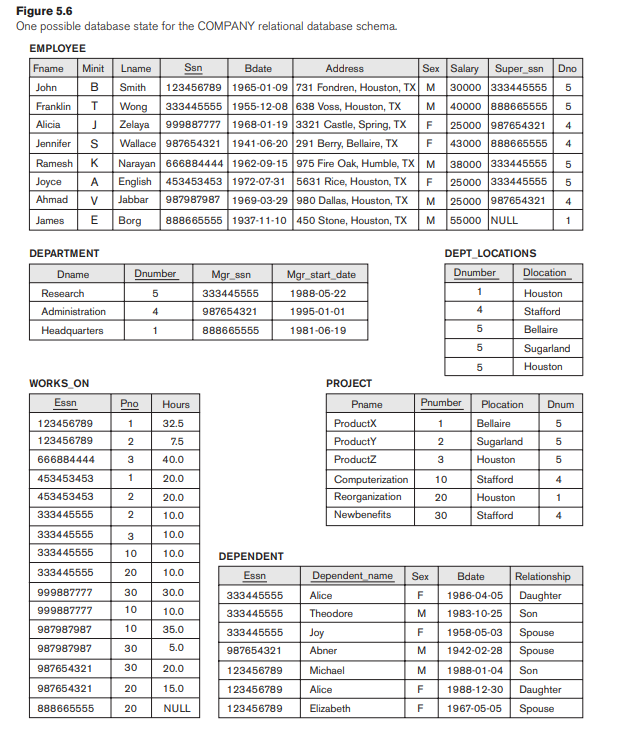 Figure 5.6
One possible database state for the COMPANY relational database schema.
EMPLOYEE
Fname Minit Lname Ssn Bdate Address Sex Salary Super_ssn Dno
John B Smith 123456789 1965-01-09 731 Fondren, Houston, TX M 30000 333445555 5
Franklin T Wong 333445555 1955-12-08 638 Voss, Houston, TX M 40000 888665555 5
Alicia J Zelaya 999887777 1968-01-19 3321 Castle, Spring, TX F 25000 987654321 4
Jennifer S Wallace 987654321 1941-06-20 291 Berry, Bellaire, TX F 43000 888665555 4
Ramesh K Narayan 666884444 1962-09-15 975 Fire Oak, Humble, TX M 38000 333445555 5
Joyce A English 453453453 1972-07-31 5631 Rice, Houston, TX F 25000 333445555 5
Ahmad V Jabbar 987987987 1969-03-29 980 Dallas, Houston, TX M 25000 987654321 4
James E Borg 888665555 1937-11-10 450 Stone, Houston, TX M 55000 NULL 1
DEPARTMENT
Dname Dnumber Mgr_ssn Mgr_start_date
Research 5 333445555 1988-05-22
Administration 4 987654321 1995-01-01
Headquarters 1 888665555 1981-06-19
DEPT_LOCATIONS
Dnumber Dlocation
1 Houston
4 Stafford
5 Bellaire
5 Sugarland
5 Houston
WORKS_ON
Essn Pno Hours
123456789 1 32.5
123456789 2 7.5
666884444 3 40.0
453453453 1 20.0
453453453 2 20.0
333445555 2 10.0
333445555 3 10.0
333445555 10 10.0
333445555 20 10.0
999887777 30 30.0
999887777 10 10.0
987987987 10 35.0
987987987 30 5.0
987654321 30 20.0
987654321 20 15.0
888665555 20 NULL
PROJECT
Pname Pnumber Plocation Dnum
ProductX 1 Bellaire 5
ProductY 2 Sugarland 5
ProductZ 3 Houston 5
Computerization 10 Stafford 4
Reorganization 20 Houston 1
Newbenefits 30 Stafford 4
DEPENDENT
Essn Dependent_name Sex Bdate Relationship
333445555 Alice F 1986-04-05 Daughter
333445555 Theodore M 1983-10-25 Son
333445555 Joy F 1958-05-03 Spouse
987654321 Abner M 1942-02-28 Spouse
123456789 Michael M 1988-01-04 Son
123456789 Alice F 1988-12-30 Daughter
123456789 Elizabeth F 1967-05-05 Spouse